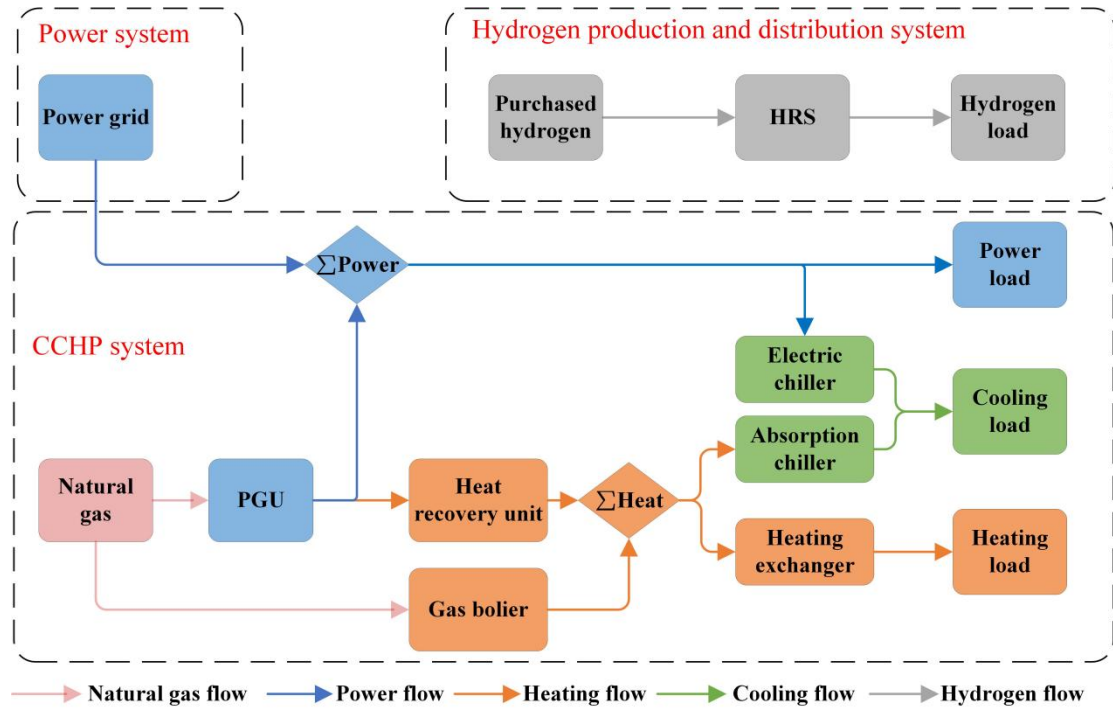 Power system
Hydrogen production and distribution system
Power grid
Purchased
hydrogen
HRS
Hydrogen
load
∑Power
Power
load
CCHP system
Electric
chiller
Cooling
load
Absorption
chiller
Natural
gas
PGU
Heat
recovery unit
∑Heat
Heating
exchanger
Heating
load
Gas bolier
Natural gas flow
Power flow
Heating flow
Cooling flow
Hydrogen flow